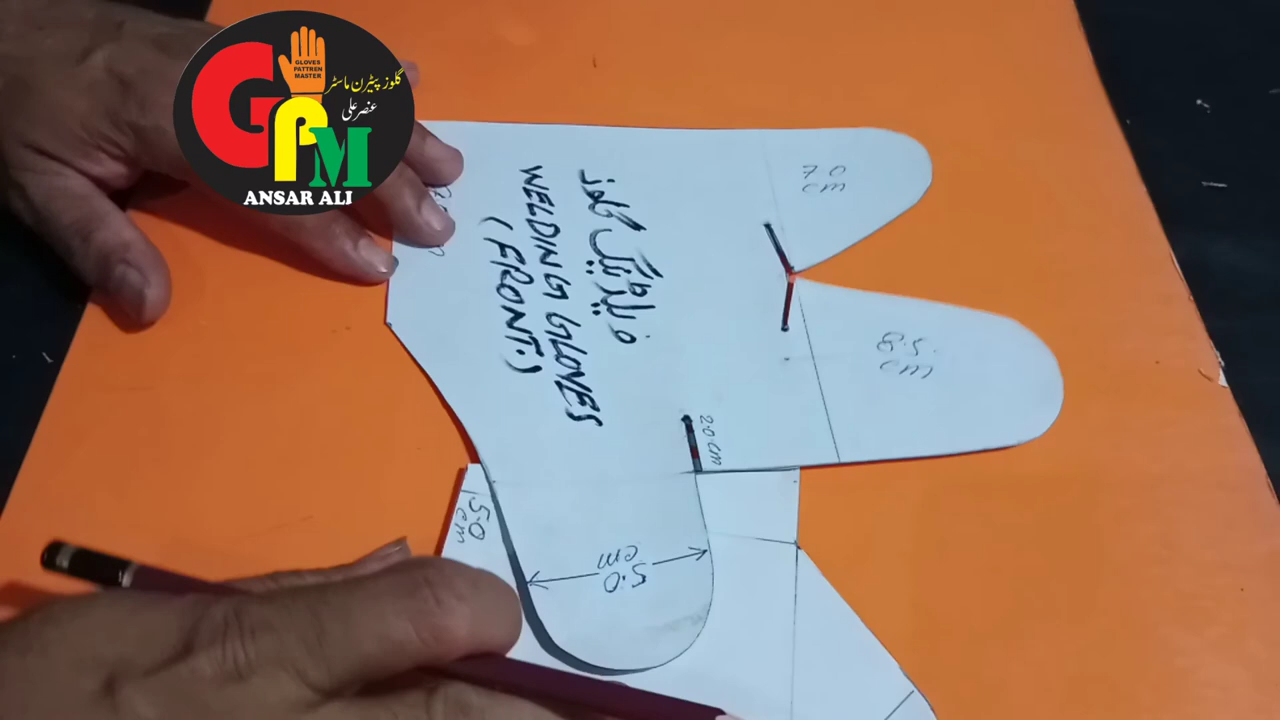 GLOVES
PATTREN
MASTER
گلوز پیٹرن ماسٹر
عنصر علی
GPM
ANSAR ALI
ویلڈنگ گلوز
WELDING GLOVES
(FRONT.)
7.0
cm
5.5
cm
2.0 cm
5.0
cm
5.0
cm